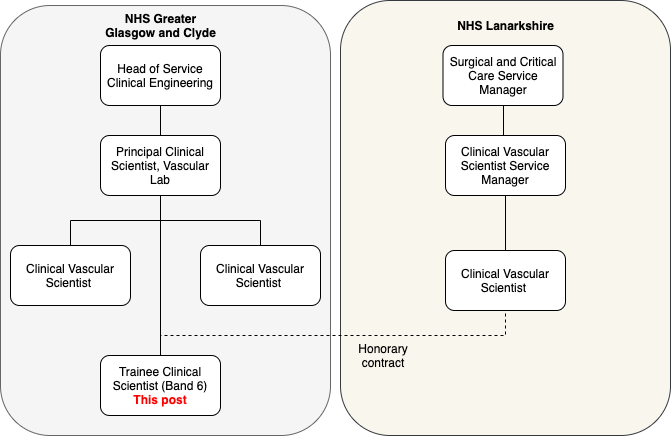 NHS Greater
Glasgow and Clyde
Head of Service
Clinical Engineering
Principal Clinical
Scientist, Vascular
Lab
Clinical Vascular
Scientist
Clinical Vascular
Scientist
Trainee Clinical
Scientist (Band 6)
This post
NHS Lanarkshire
Surgical and Critical
Care Service
Manager
Clinical Vascular
Scientist Service
Manager
Clinical Vascular
Scientist
Honorary
contract